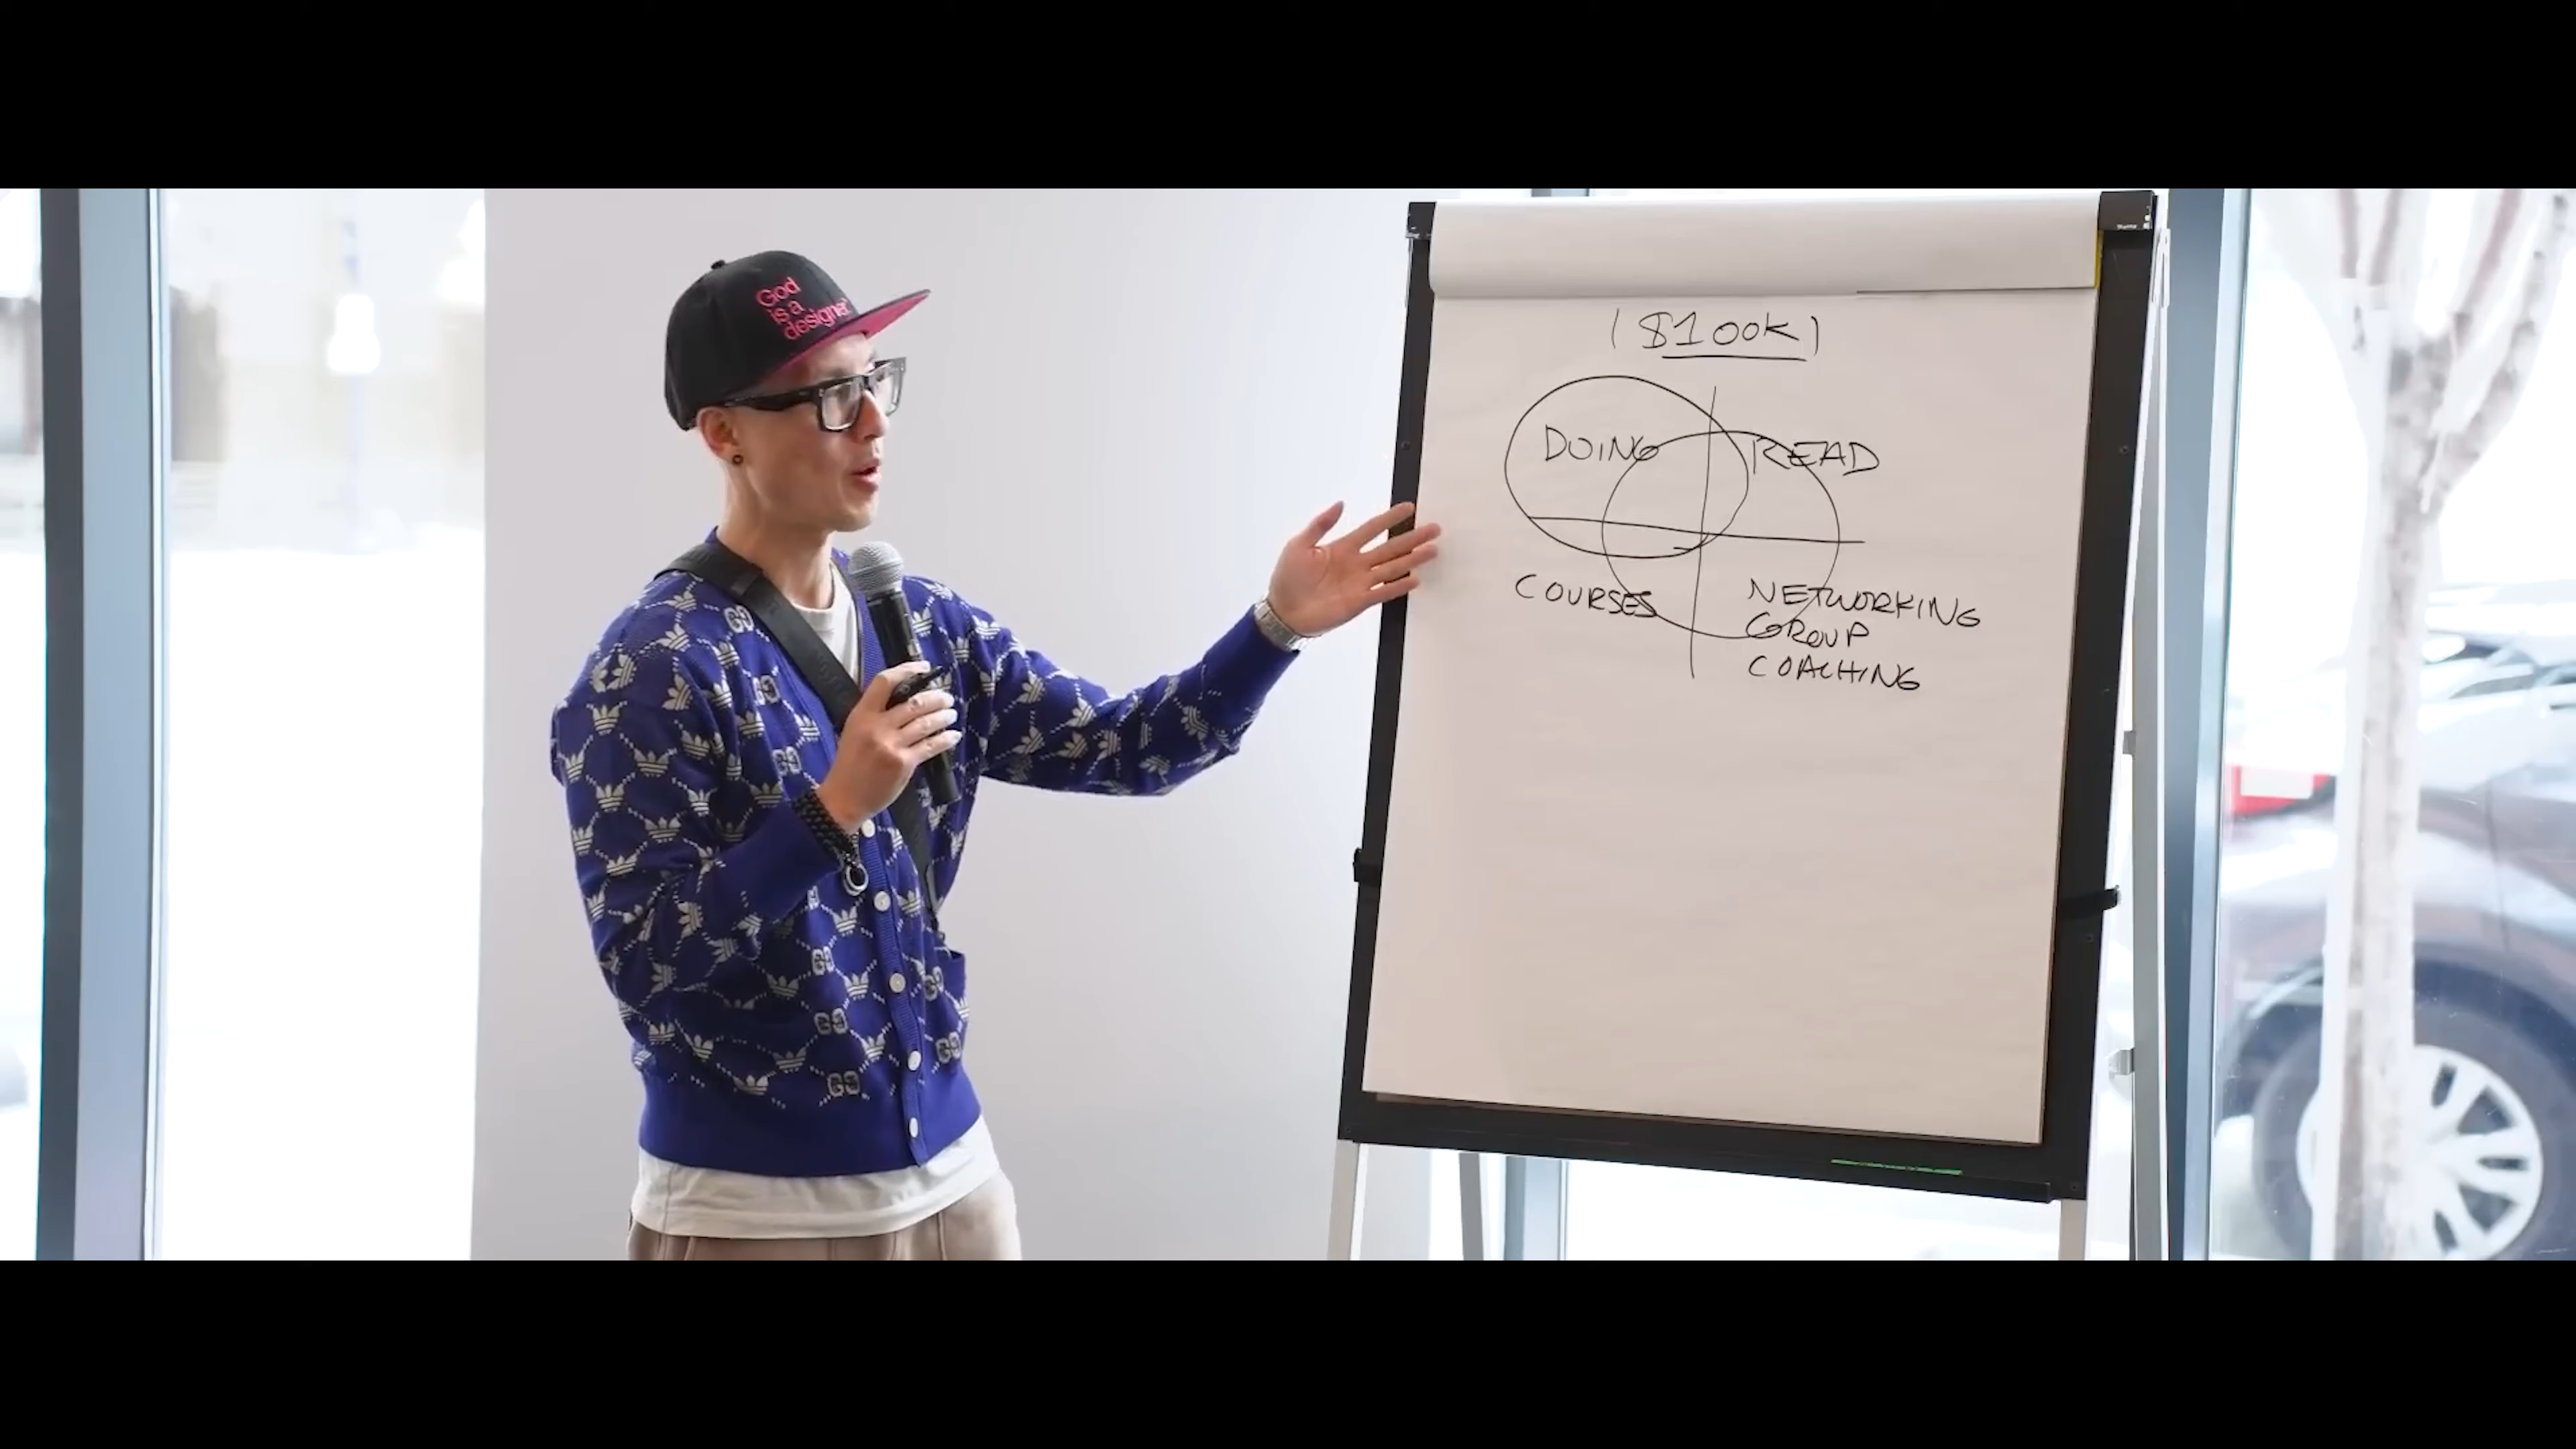 God
is a
designer
($100K)
DOING
READ
COURSES
NETWORKING
GROUP
COACHING